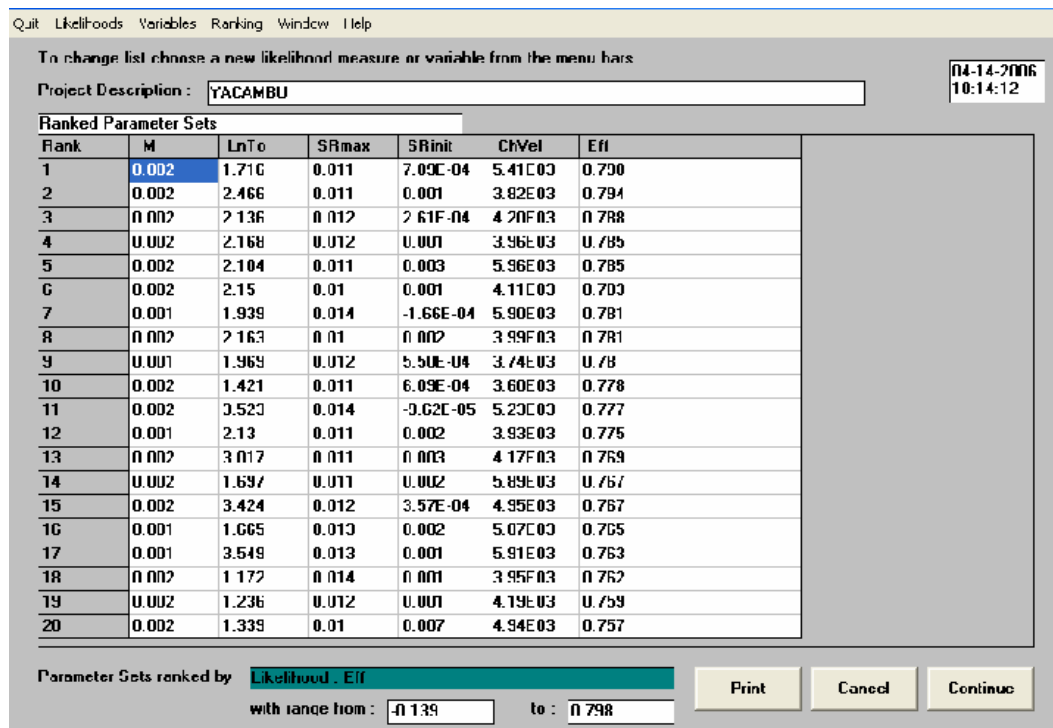 Quit Likelihoods Variables Ranking Window Help
To change list choose a new likelihood measure or variable from the menu bars
04-14-2006
10:14:12
Project Description : YACAMBU
Ranked Parameter Sets
Rank M LnTo SRmax SRinit ChVel Eff
1 0.002 1.716 0.011 7.09E-04 5.41E03 0.798
2 0.002 2.466 0.011 0.001 3.82E03 0.794
3 0.002 2.136 0.012 2.61E-04 4.20E03 0.788
4 0.002 2.168 0.012 0.001 3.96E03 0.785
5 0.002 2.104 0.011 0.003 5.96E03 0.785
6 0.002 2.15 0.01 0.001 4.11E03 0.783
7 0.001 1.939 0.014 -1.66E-04 5.90E03 0.781
8 0.002 2.163 0.01 0.002 3.99E03 0.781
9 0.001 1.969 0.012 5.50E-04 3.74E03 0.78
10 0.002 1.421 0.011 6.09E-04 3.60E03 0.778
11 0.002 3.523 0.014 5.23E03 0.777
12 0.001 2.13 0.011 0.002 3.93E03 0.775
13 0.002 3.017 0.011 0.003 4.17E03 0.769
14 0.002 1.697 0.011 0.002 5.89E03 0.767
15 0.002 3.424 0.012 3.57E-04 4.95E03 0.767
16 0.001 1.665 0.013 0.002 5.07E03 0.765
17 0.001 3.549 0.013 0.001 5.91E03 0.763
18 0.002 1.172 0.014 0.001 3.95E03 0.762
19 0.002 1.236 0.012 0.001 4.19E03 0.759
20 0.002 1.339 0.01 0.007 4.94E03 0.757
Parameter Sets ranked by Likelihood : Eff
with range from : -0.139 to : 0.798
Print Cancel Continue